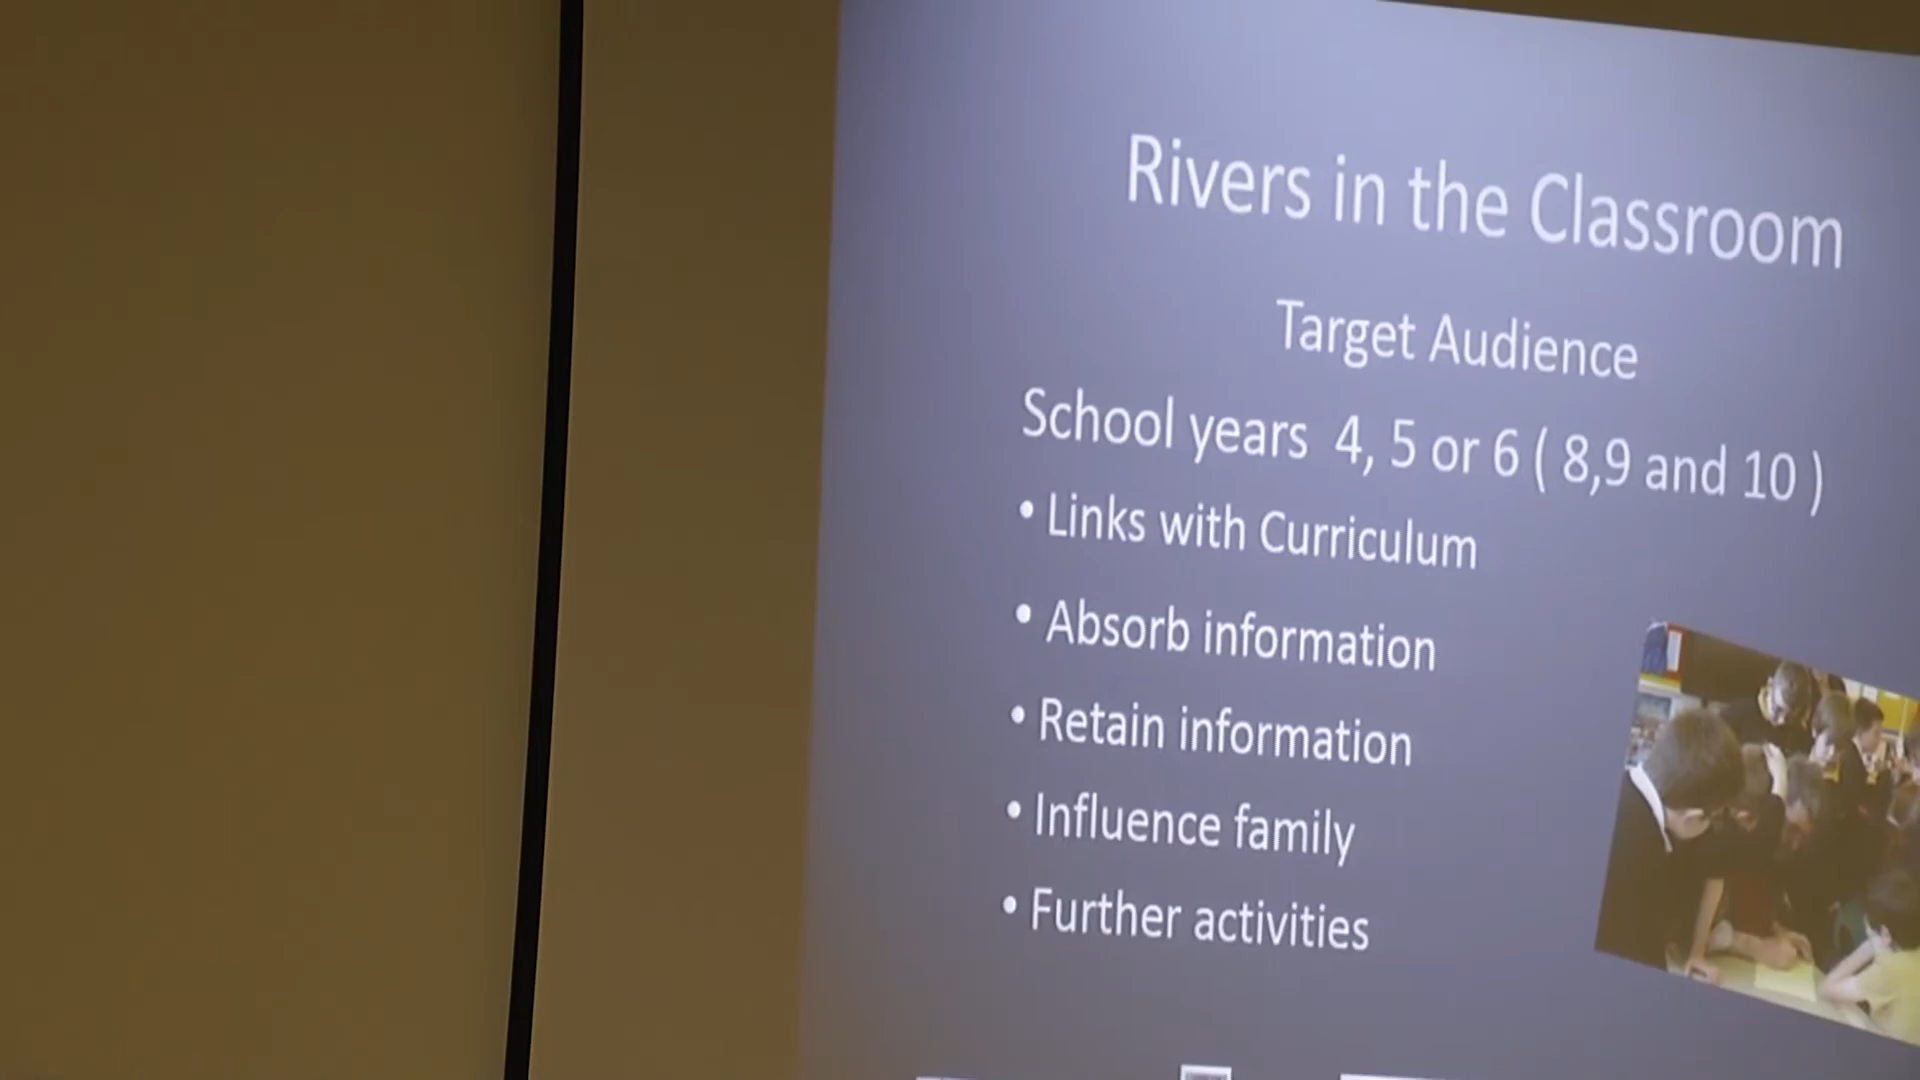 Rivers in the Classroom
Target Audience
School years 4, 5 or 6 ( 8,9 and 10 )
• Links with Curriculum
• Absorb information
• Retain information
• Influence family
• Further activities